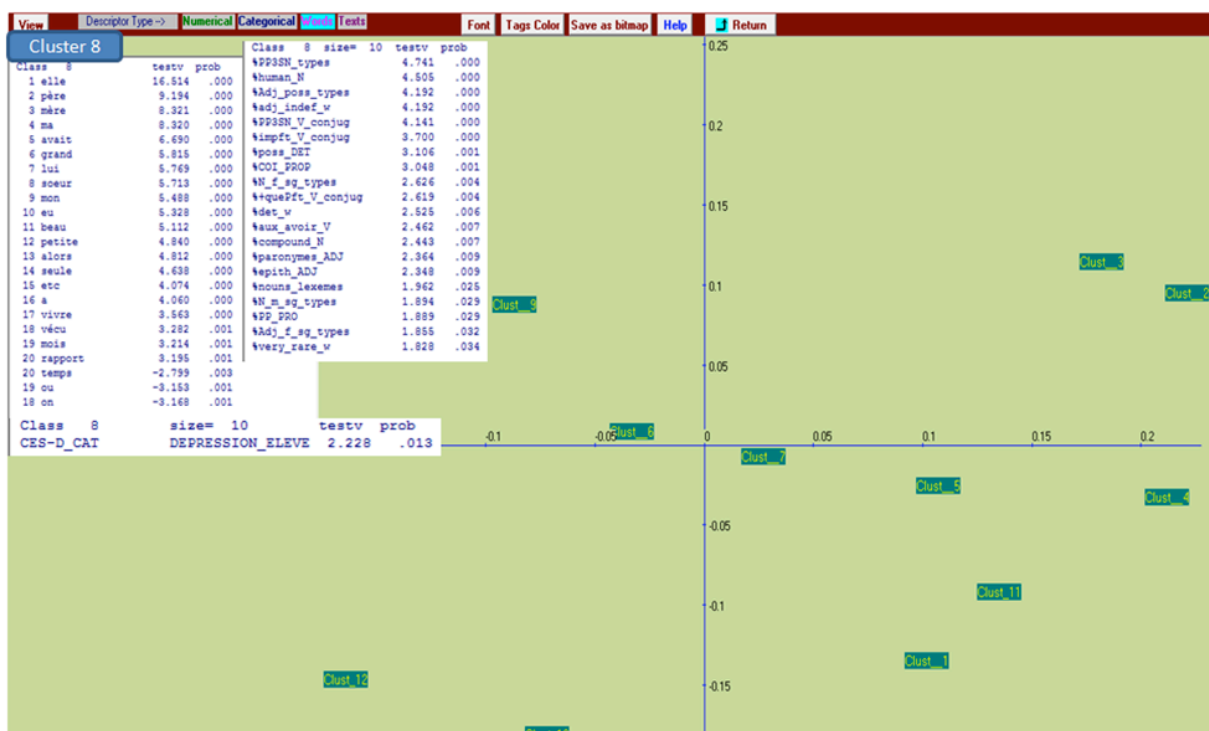 View Descriptor Type -> Numerical Categorical Words Texts Font Tags Color Save as bitmap Help Return
Cluster 8
Class 8 testv prob
1 elle 16.514 .000
2 père 9.194 .000
3 mère 8.321 .000
4 ma 8.320 .000
5 avait 6.690 .000
6 grand 5.815 .000
7 lui 5.769 .000
8 soeur 5.713 .000
9 mon 5.488 .000
10 eu 5.328 .000
11 beau 5.112 .000
12 petite 4.840 .000
13 alors 4.812 .000
14 seule 4.638 .000
15 etc 4.074 .000
16 a 4.060 .000
17 vivre 3.563 .000
18 vécu 3.282 .001
19 mois 3.214 .001
20 rapport 3.195 .001
20 temps -2.799 .003
19 ou -3.153 .001
18 on -3.168 .001
Class 8 size= 10 testv prob
%PP3SN_types 4.741 .000
%human_N 4.505 .000
%Adj_poss_types 4.192 .000
%adj_indef_w 4.192 .000
%PP3SN_V_conjug 4.141 .000
%impft_V_conjug 3.700 .000
%poss_DET 3.106 .001
%COI_PROP 3.048 .001
%N_f_sg_types 2.626 .004
%+quePft_V_conjug 2.619 .004
%det_w 2.525 .006
%aux_avoir_V 2.462 .007
%compound_N 2.443 .007
%paronymes_ADJ 2.364 .009
%epith_ADJ 2.348 .009
%nouns_lexemes 1.962 .025
%N_m_sg_types 1.894 .029
%PP_PRO 1.889 .029
%Adj_f_sg_types 1.855 .032
%very_rare_w 1.828 .034
Class 8 size= 10 testv prob
CES-D_CAT DEPRESSION_ELEVE 2.228 .013
0.25
0.2
0.15
Clust__3
Clust__2
0.1
Clust__9
0.05
Clust__6
-0.1 -0.05 0 0.05 0.1 0.15 0.2
Clust__7
Clust__5
Clust__4
-0.05
Clust_11
-0.1
Clust__1
Clust_12
-0.15